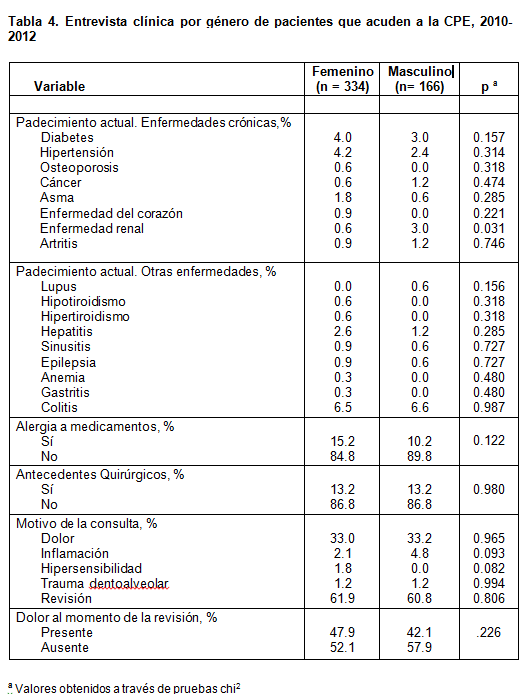 Tabla 4. Entrevista clínica por género de pacientes que acuden a la CPE, 2010-
2012
Variable Femenino (n = 334) Masculino (n= 166) p a
Padecimiento actual. Enfermedades crónicas,%
Diabetes 4.0 3.0 0.157
Hipertensión 4.2 2.4 0.314
Osteoporosis 0.6 0.0 0.318
Cáncer 0.6 1.2 0.474
Asma 1.8 0.6 0.285
Enfermedad del corazón 0.9 0.0 0.221
Enfermedad renal 0.6 3.0 0.031
Artritis 0.9 1.2 0.746
Padecimiento actual. Otras enfermedades, %
Lupus 0.0 0.6 0.156
Hipotiroidismo 0.6 0.0 0.318
Hipertiroidismo 0.6 0.0 0.318
Hepatitis 2.6 1.2 0.285
Sinusitis 0.9 0.6 0.727
Epilepsia 0.9 0.6 0.727
Anemia 0.3 0.0 0.480
Gastritis 0.3 0.0 0.480
Colitis 6.5 6.6 0.987
Alergia a medicamentos, %
Sí 15.2 10.2 0.122
No 84.8 89.8
Antecedentes Quirúrgicos, %
Sí 13.2 13.2 0.980
No 86.8 86.8
Motivo de la consulta, %
Dolor 33.0 33.2 0.965
Inflamación 2.1 4.8 0.093
Hipersensibilidad 1.8 0.0 0.082
Trauma dentoalveolar 1.2 1.2 0.994
Revisión 61.9 60.8 0.806
Dolor al momento de la revisión, %
Presente 47.9 42.1 .226
Ausente 52.1 57.9
a Valores obtenidos a través de pruebas chi2